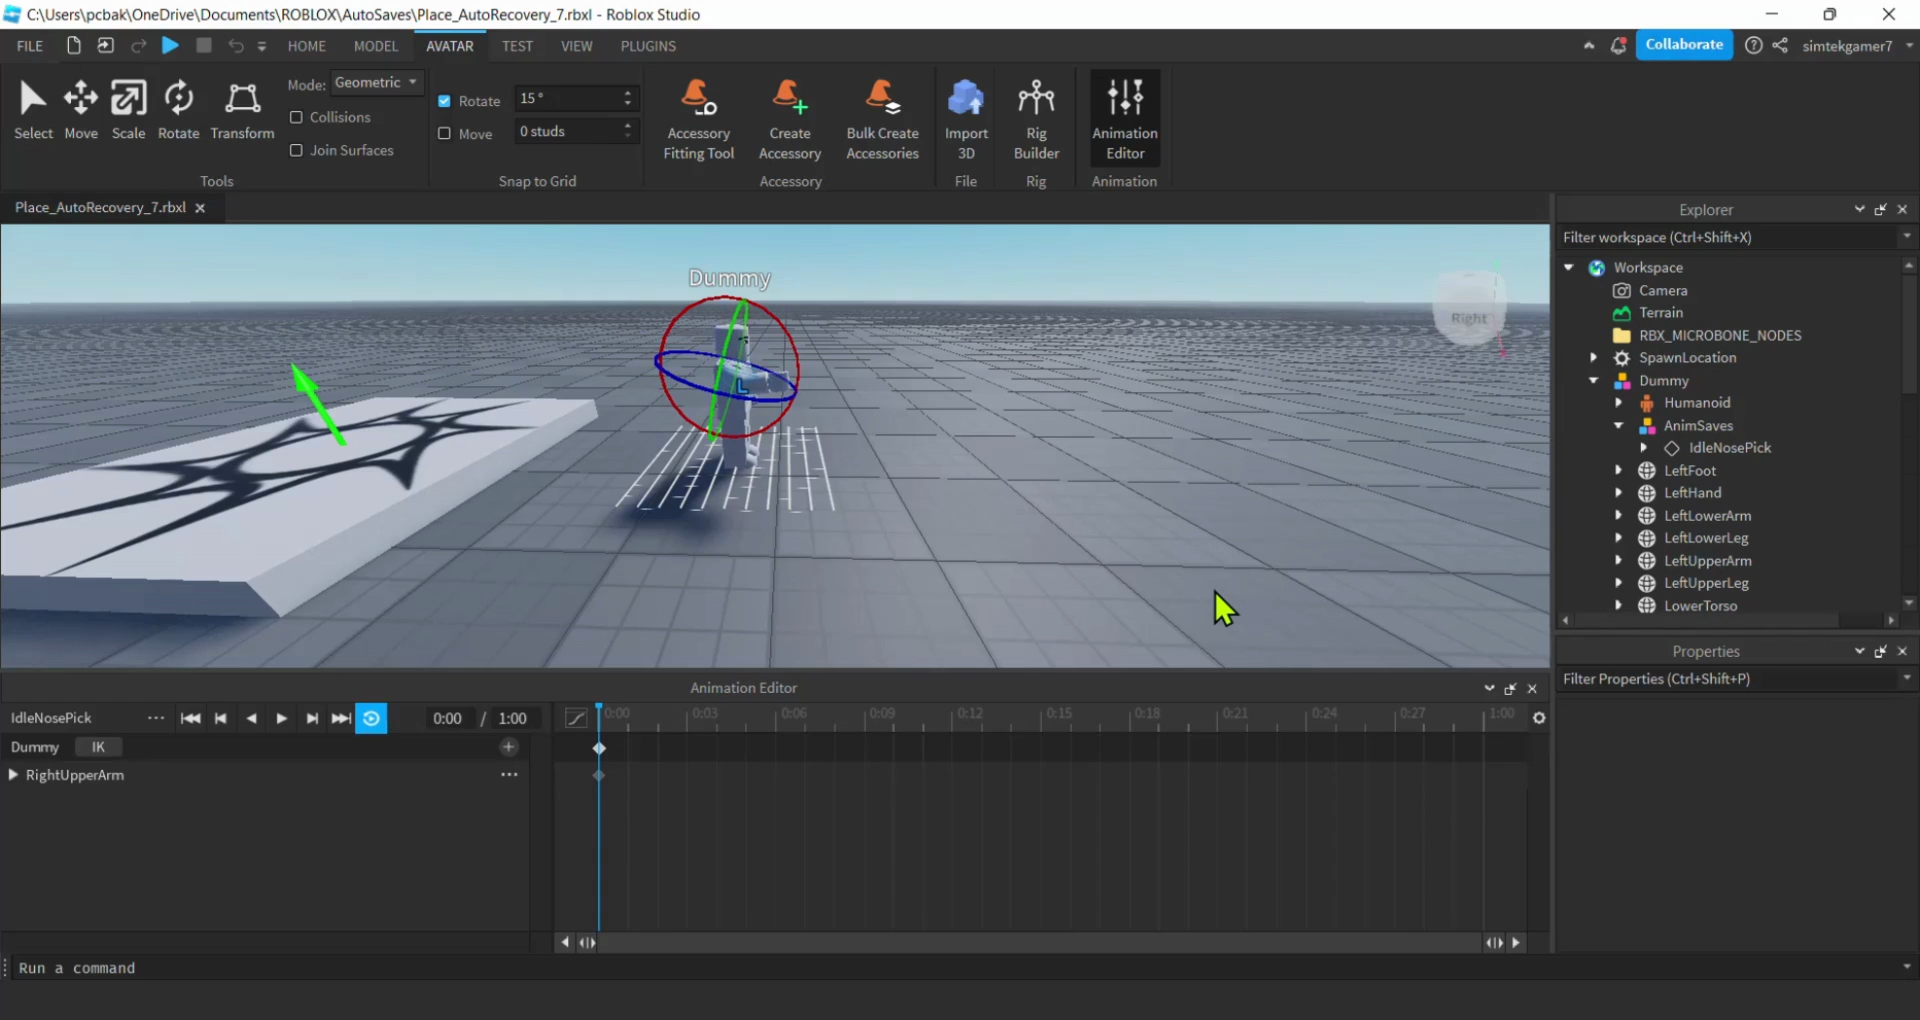 C:\Users\pcbak\OneDrive\Documents\ROBLOX\AutoSaves\Place_AutoRecovery_7.rbxl - Roblox Studio
FILE HOME MODEL AVATAR TEST VIEW PLUGINS Collaborate simtekgamer7
Select Move Scale Rotate Transform
Mode: Geometric
Collisions
Join Surfaces
Tools
Rotate 15 °
Move 0 studs
Snap to Grid
Accessory Fitting Tool
Create Accessory
Bulk Create Accessories
Accessory
Import 3D
File
Rig Builder
Rig
Animation Editor
Animation
Place_AutoRecovery_7.rbxl
Dummy
L
Right
Explorer
Filter workspace (Ctrl+Shift+X)
Workspace
Camera
Terrain
RBX_MICROBONE_NODES
SpawnLocation
Dummy
Humanoid
AnimSaves
IdleNosePick
LeftFoot
LeftHand
LeftLowerArm
LeftLowerLeg
LeftUpperArm
LeftUpperLeg
LowerTorso
Properties
Filter Properties (Ctrl+Shift+P)
Animation Editor
IdleNosePick 0:00 / 1:00
0:00 0:03 0:06 0:09 0:12 0:15 0:18 0:21 0:24 0:27 1:00
Dummy IK
RightUpperArm
Run a command